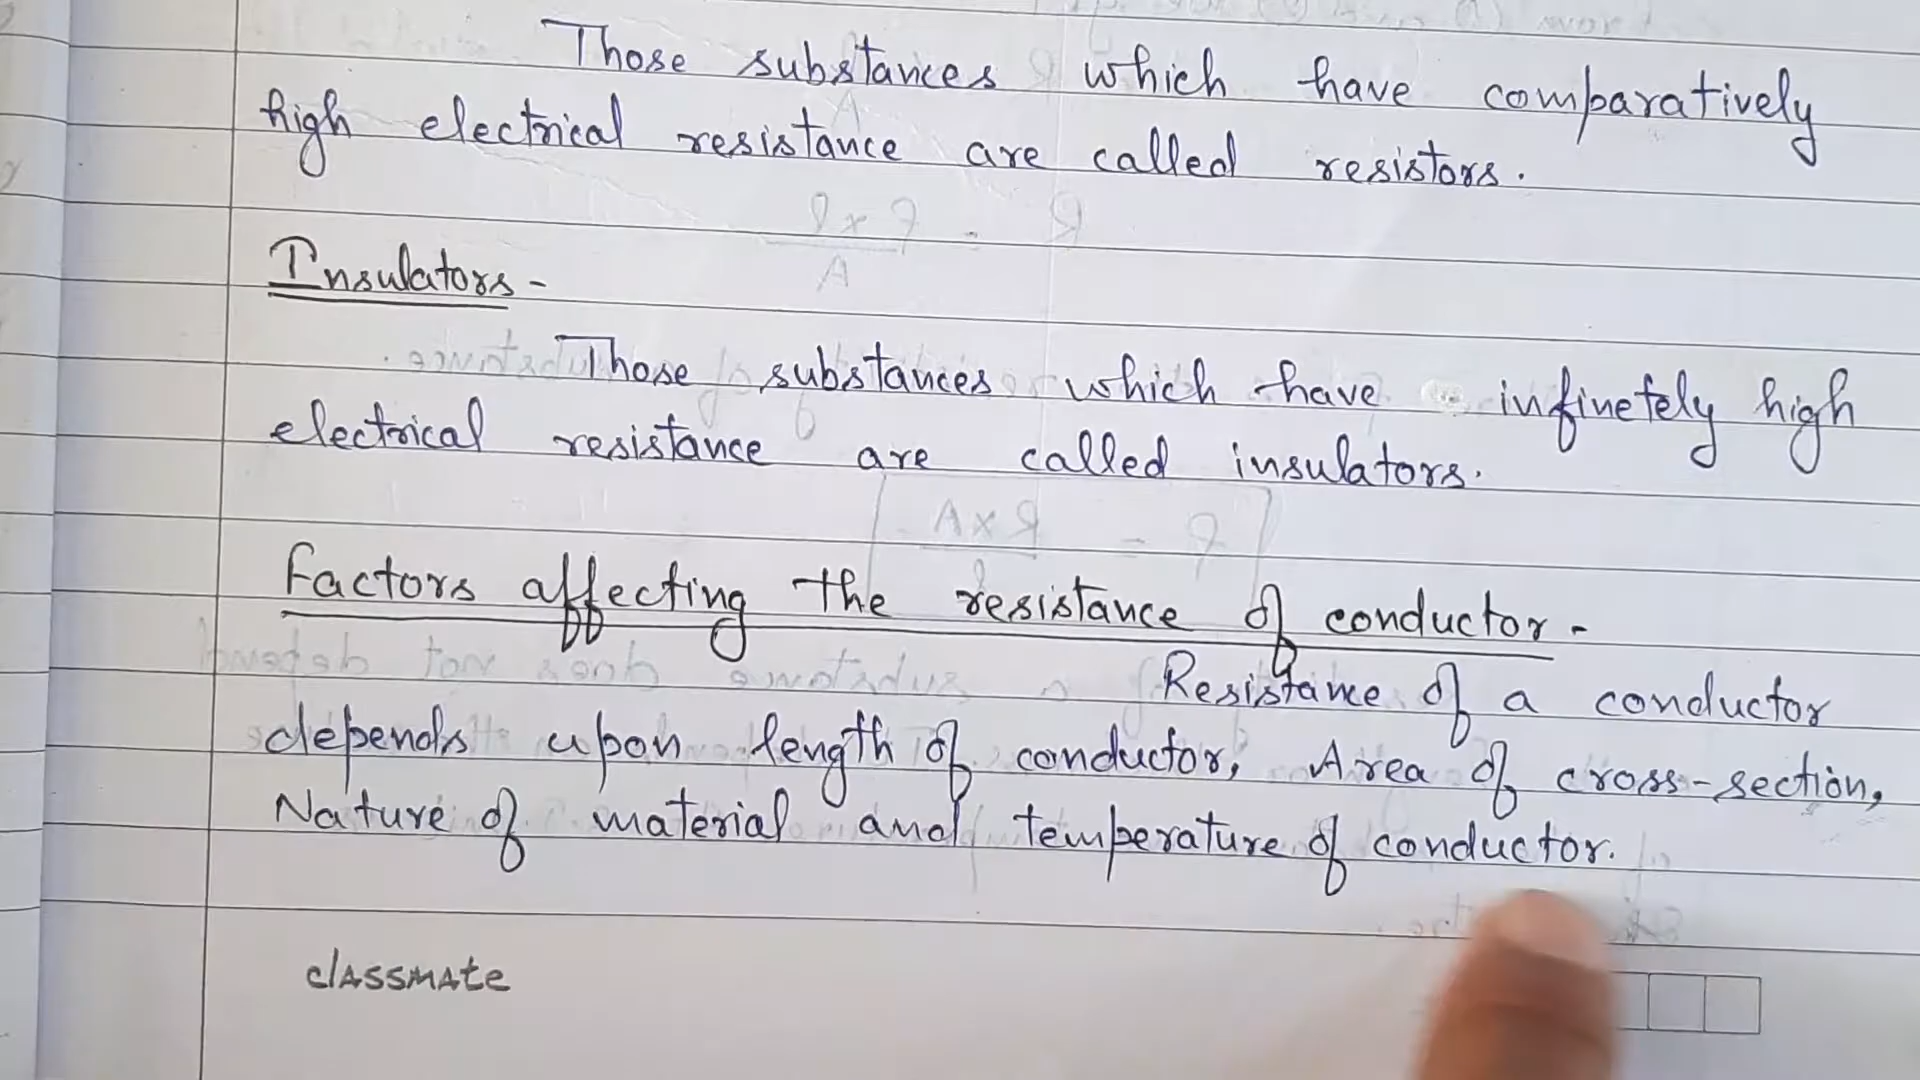 Those substances which have comparatively
high electrical resistance are called resistors.
Insulators-
Those substances which have infinetely high
electrical resistance are called insulators.
Factors affecting the resistance of conductor-
Resistance of a conductor
depends upon length of conductor, Area of cross-section,
Nature of material and temperature of conductor.
classmate